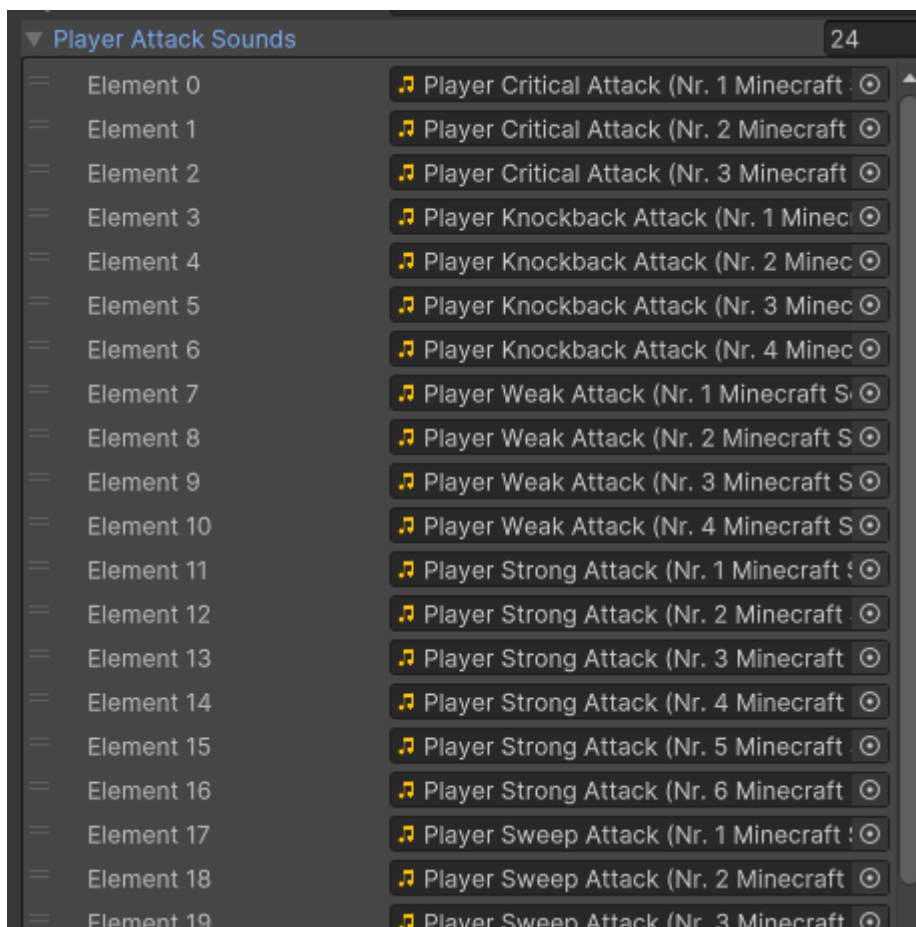 Player Attack Sounds 24
Element 0 Player Critical Attack (Nr. 1 Minecraft
Element 1 Player Critical Attack (Nr. 2 Minecraft
Element 2 Player Critical Attack (Nr. 3 Minecraft
Element 3 Player Knockback Attack (Nr. 1 Minec
Element 4 Player Knockback Attack (Nr. 2 Minec
Element 5 Player Knockback Attack (Nr. 3 Minec
Element 6 Player Knockback Attack (Nr. 4 Minec
Element 7 Player Weak Attack (Nr. 1 Minecraft S
Element 8 Player Weak Attack (Nr. 2 Minecraft S
Element 9 Player Weak Attack (Nr. 3 Minecraft S
Element 10 Player Weak Attack (Nr. 4 Minecraft S
Element 11 Player Strong Attack (Nr. 1 Minecraft
Element 12 Player Strong Attack (Nr. 2 Minecraft
Element 13 Player Strong Attack (Nr. 3 Minecraft
Element 14 Player Strong Attack (Nr. 4 Minecraft
Element 15 Player Strong Attack (Nr. 5 Minecraft
Element 16 Player Strong Attack (Nr. 6 Minecraft
Element 17 Player Sweep Attack (Nr. 1 Minecraft
Element 18 Player Sweep Attack (Nr. 2 Minecraft
Element 19 Player Sweep Attack (Nr. 3 Minecraft